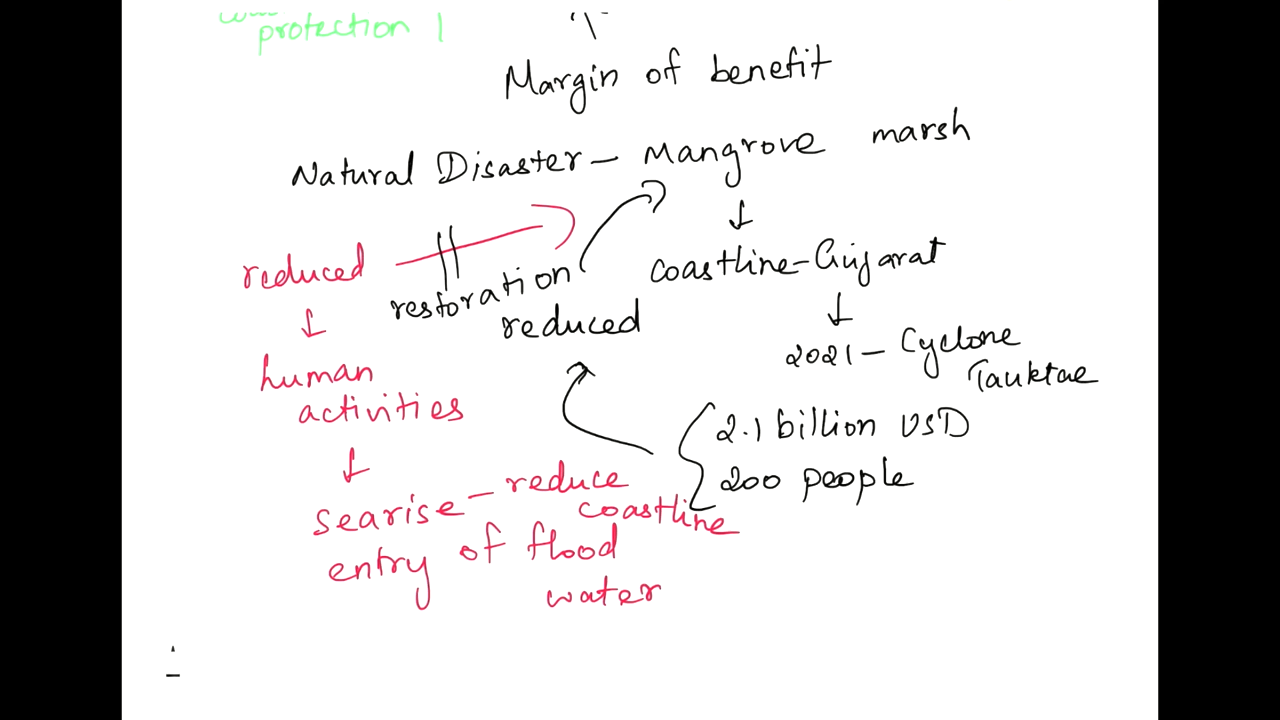 protection |
Margin of benefit
Natural Disaster - Mangrove marsh
reduced
restoration
reduced
coastline - Gujarat
2021 - Cyclone
Tauktae
human
activities
2.1 billion USD
200 people
searise - reduce
coastline
entry of flood
water